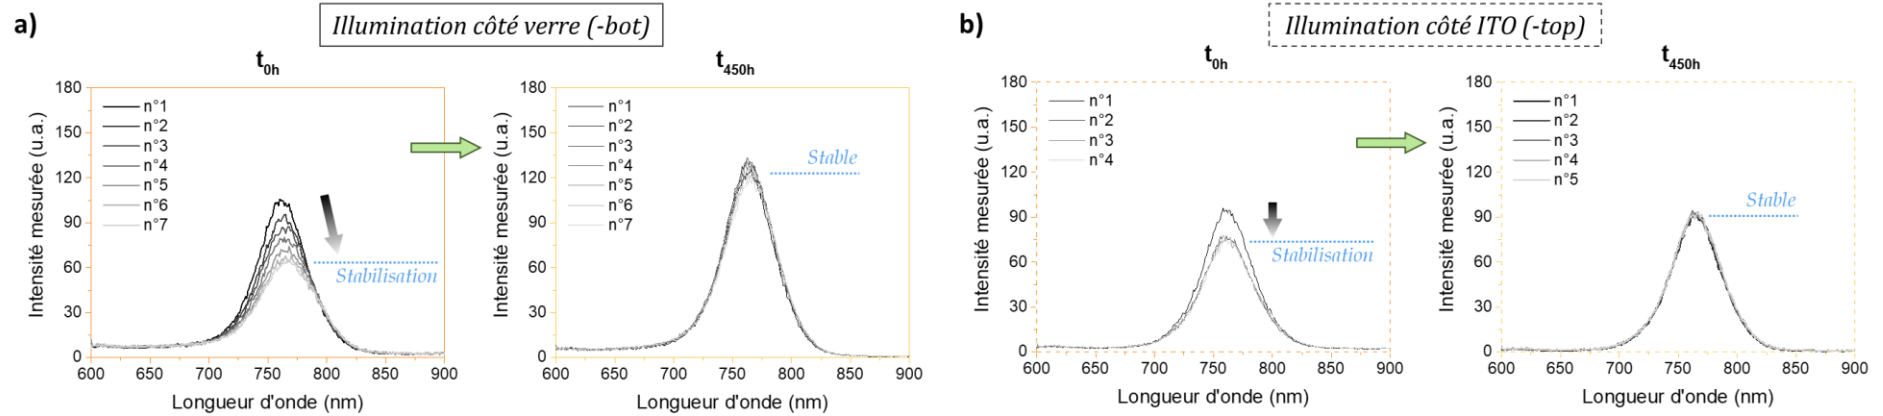 a)
Illumination côté verre (-bot)
t0h
Intensité mesurée (u.a.)
180
150
120
90
60
30
0
n°1
n°2
n°3
n°4
n°5
n°6
n°7
Stabilisation
600 650 700 750 800 850 900
Longueur d'onde (nm)
t450h
Intensité mesurée (u.a.)
180
150
120
90
60
30
0
n°1
n°2
n°3
n°4
n°5
n°6
n°7
Stable
600 650 700 750 800 850 900
Longueur d'onde (nm)
b)
Illumination côté ITO (-top)
t0h
Intensité mesurée (u.a.)
180
150
120
90
60
30
0
n°1
n°2
n°3
n°4
Stabilisation
600 650 700 750 800 850 900
Longueur d'onde (nm)
t450h
Intensité mesurée (u.a.)
180
150
120
90
60
30
0
n°1
n°2
n°3
n°4
n°5
Stable
600 650 700 750 800 850 900
Longueur d'onde (nm)